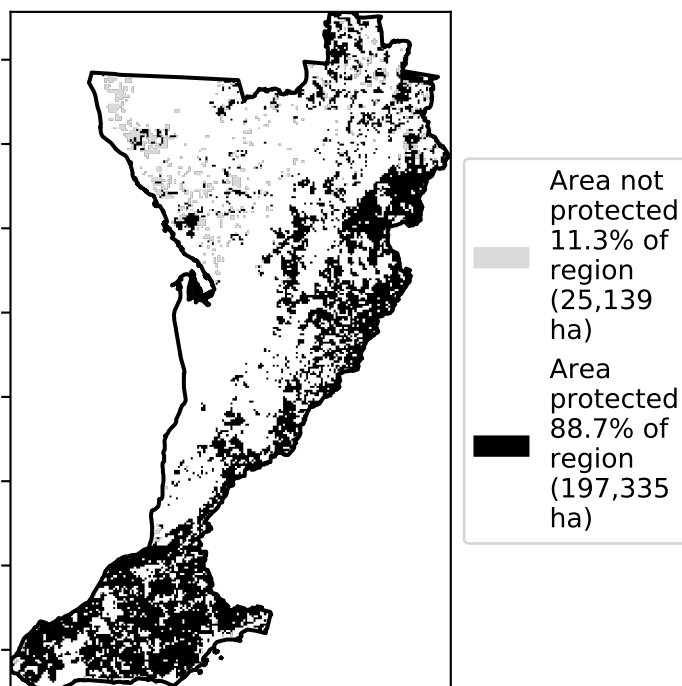 Area not
protected
11.3% of
region
(25,139
ha)
Area
protected
88.7% of
region
(197,335
ha)